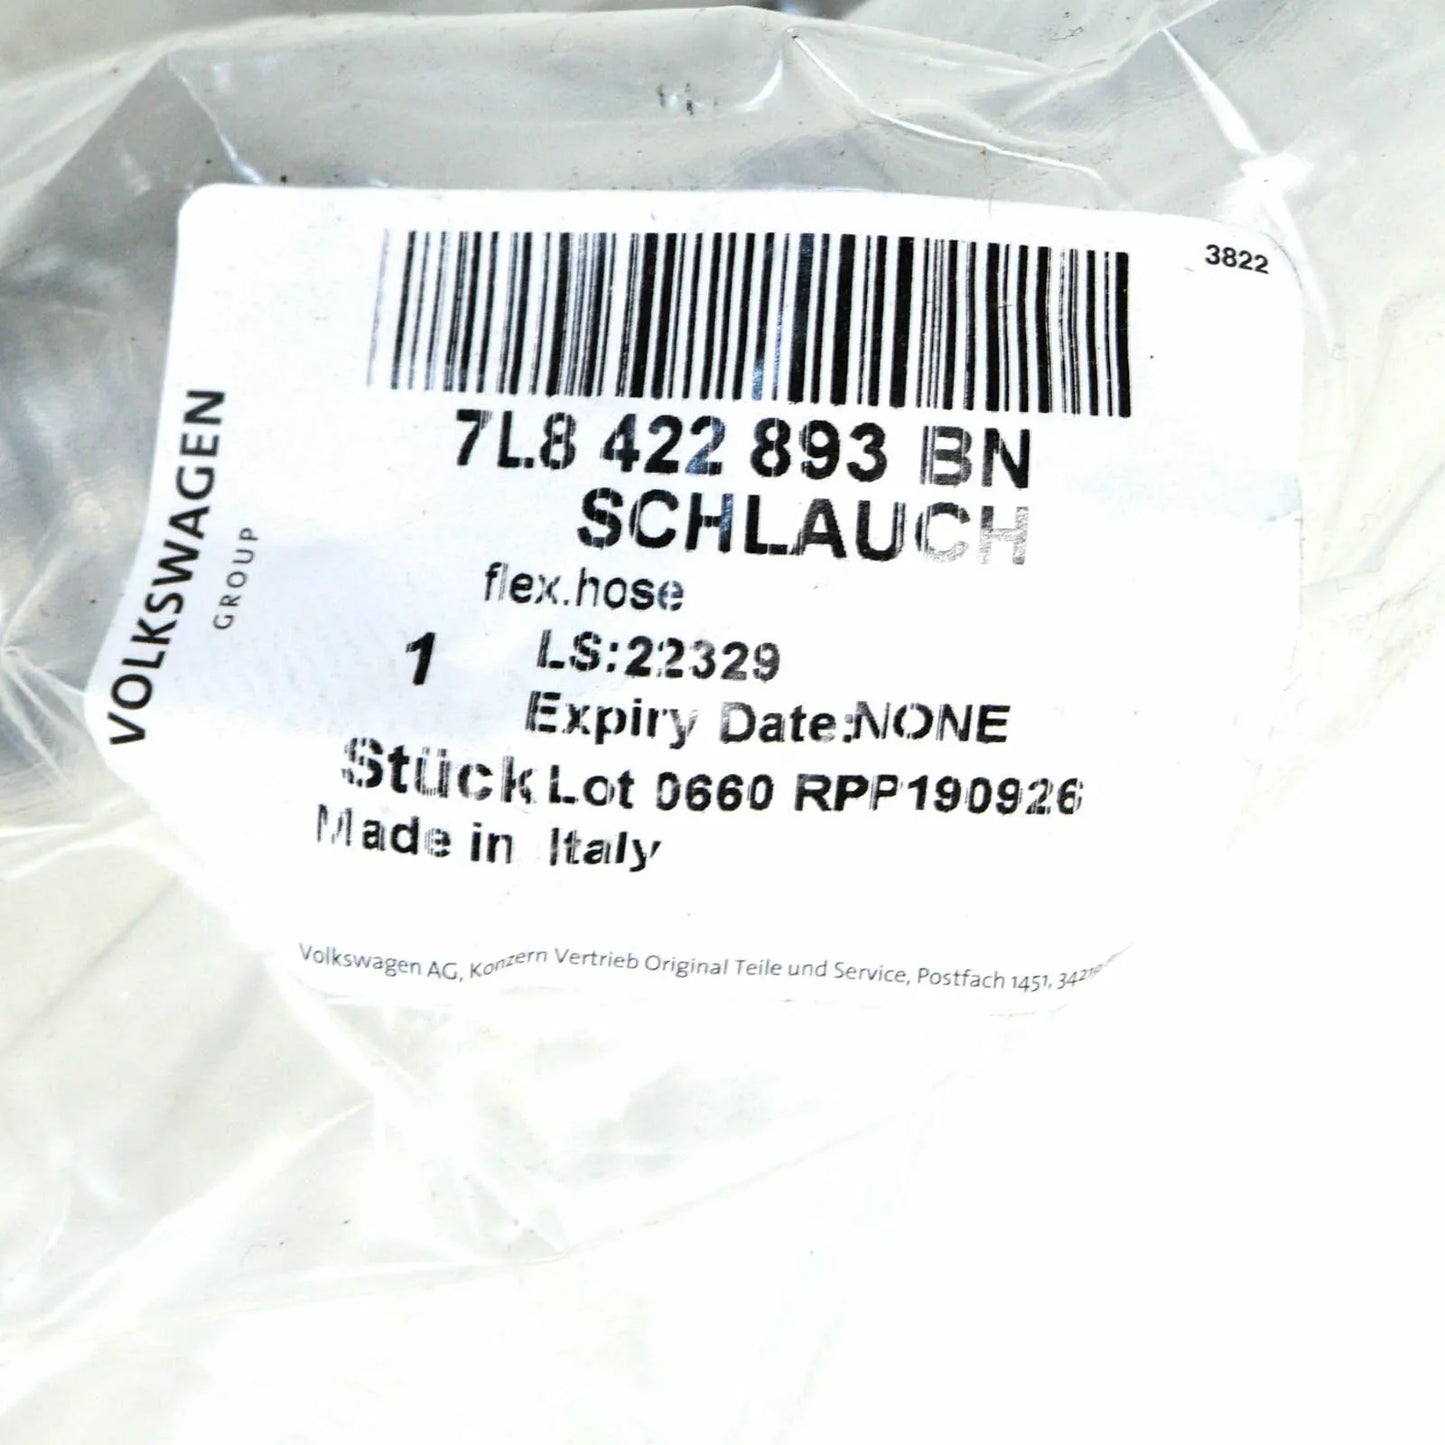 3822
VOLKSWAGEN
GROUP
7L8 422 893 BN
SCHLAUCH
flex.hose
1 LS:22329
Expiry Date:NONE
Stück Lot 0660 RPP190926
Made in Italy
Volkswagen AG, Konzern Vertrieb Original Teile und Service, Postfach 1451,